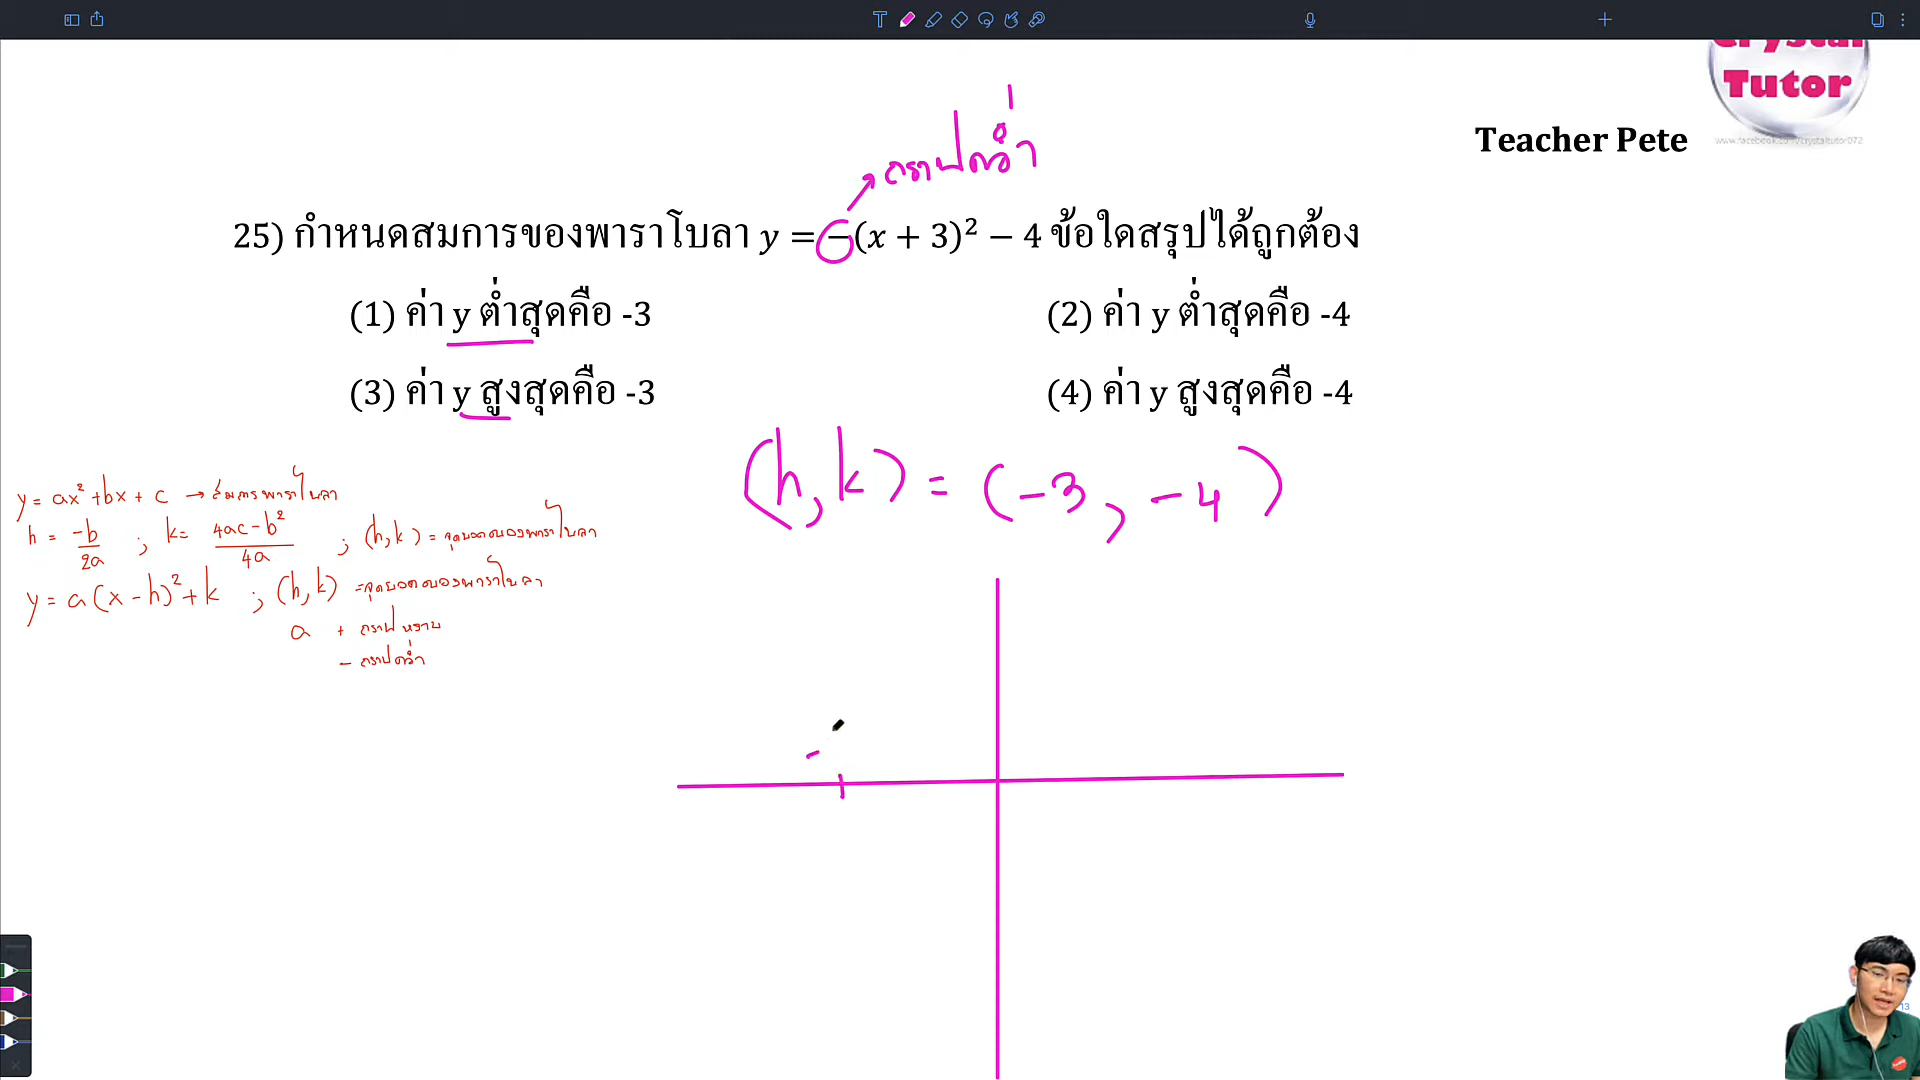 Crystal
Tutor
www.facebook.com/crystaltutor072
Teacher Pete
กราฟคว่ำ
25) กำหนดสมการของพาราโบลา y = −(x + 3)² − 4 ข้อใดสรุปได้ถูกต้อง
(1) ค่า y ต่ำสุดคือ -3
(2) ค่า y ต่ำสุดคือ -4
(3) ค่า y สูงสุดคือ -3
(4) ค่า y สูงสุดคือ -4
(h,k) = (-3, -4)
y = ax² + bx + c → สมการพาราโบลา
h = -b/2a ; k = 4ac-b²/4a ; (h,k) = จุดยอดของพาราโบลา
y = a(x-h)² + k ; (h,k) = จุดยอดของพาราโบลา
a + กราฟหงาย
- กราฟคว่ำ
-
13